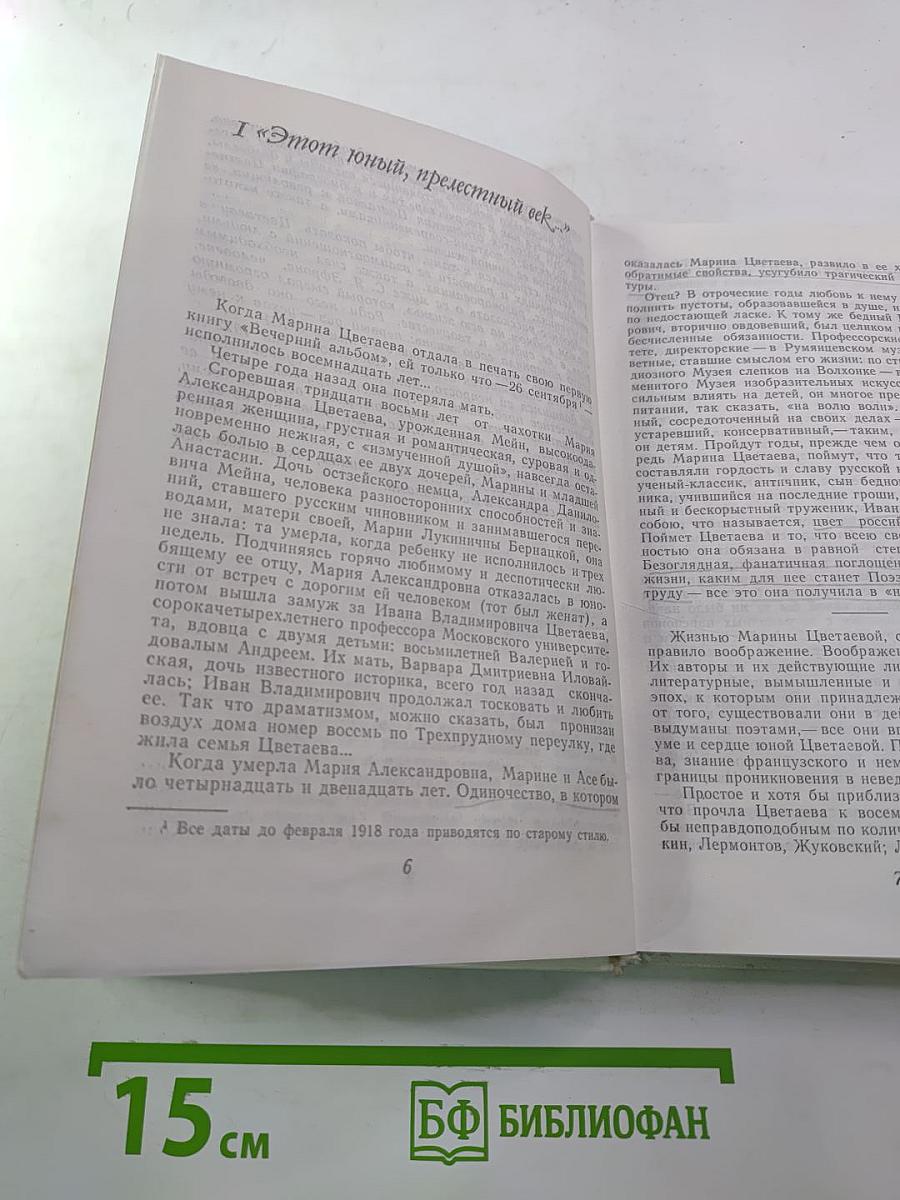 I «Этот юный, прелестный век...»
Когда Марина Цветаева отдала в печать свою первую
книгу «Вечерний альбом», ей только что — 26 сентября¹ —
исполнилось восемнадцать лет...
Четыре года назад она потеряла мать.
Сгоревшая тридцати восьми лет от чахотки Мария
Александровна Цветаева, урожденная Мейн, высокоода-
ренная женщина, грустная и романтическая, суровая и од-
новременно нежная, с «измученной душой», навсегда оста-
лась болью в сердцах ее двух дочерей, Марины и младшей
Анастасии. Дочь остзейского немца, Александра Данило-
вича Мейна, человека разносторонних способностей и зна-
ний, ставшего русским чиновником и занимавшегося пере-
водами, матери своей, Марии Лукиничны Бернацкой, она
не знала: та умерла, когда ребенку не исполнилось и трех
недель. Подчиняясь горячо любимому и деспотически лю-
бящему ее отцу, Мария Александровна отказалась в юно-
сти от встреч с дорогим ей человеком (тот был женат), а
потом вышла замуж за Ивана Владимировича Цветаева,
сорокачетырехлетнего профессора Московского университе-
та, вдовца с двумя детьми: восьмилетней Валерией и го-
довалым Андреем. Их мать, Варвара Дмитриевна Иловай-
ская, дочь известного историка, всего год назад сконча-
лась; Иван Владимирович продолжал тосковать и любить
ее. Так что драматизмом, можно сказать, был пронизан
воздух дома номер восемь по Трехпрудному переулку, где
жила семья Цветаева...
Когда умерла Мария Александровна, Марине и Асе бы-
ло четырнадцать и двенадцать лет. Одиночество, в котором
¹ Все даты до февраля 1918 года приводятся по старому стилю.
6
оказалась Марина Цветаева, развило в ее х
обратимые свойства, усугубило трагический
туры.
Отец? В отроческие годы любовь к нему
полнить пустоты, образовавшейся в душе, н
по недостающей ласке. К тому же бедный
рович, вторично овдовевший, был целиком
бесчисленные обязанности. Профессорские
тете, директорские — в Румянцевском муз
ветные, ставшие смыслом его жизни: по ст
диозного Музея слепков на Волхонке —
менитого Музея изобразительных искусс
сильным влиять на детей, он многое пре
питании, так сказать, «на волю волн».
ный, сосредоточенный на своих делах —
устаревший, консервативный,— таким,
он детям. Пройдут годы, прежде чем о
редь Марина Цветаева, поймут, что т
оставляли гордость и славу русской к
ученый-классик, античник, сын бедно
ника, учившийся на последние гроши,
ный и бескорыстный труженик, Иван
собою, что называется, цвет россий
Поймет Цветаева и то, что всею сво
ностью она обязана в равной степ
Безоглядная, фанатичная поглощен
жизни, каким для нее станет Поэз
труду — все это она получила в «н
Жизнью Марины Цветаевой, с
правило воображение. Воображен
Их авторы и их действующие ли
литературные, вымышленные и
эпох, к которым они принадлеж
от того, существовали они в дей
выдуманы поэтами,— все они в
уме и сердце юной Цветаевой. П
ва, знание французского и нем
границы проникновения в невед
Простое и хотя бы приблиз
что прочла Цветаева к восем
бы неправдоподобным по колич
кин, Лермонтов, Жуковский;
7
15 см
БФ БИБЛИОФАН